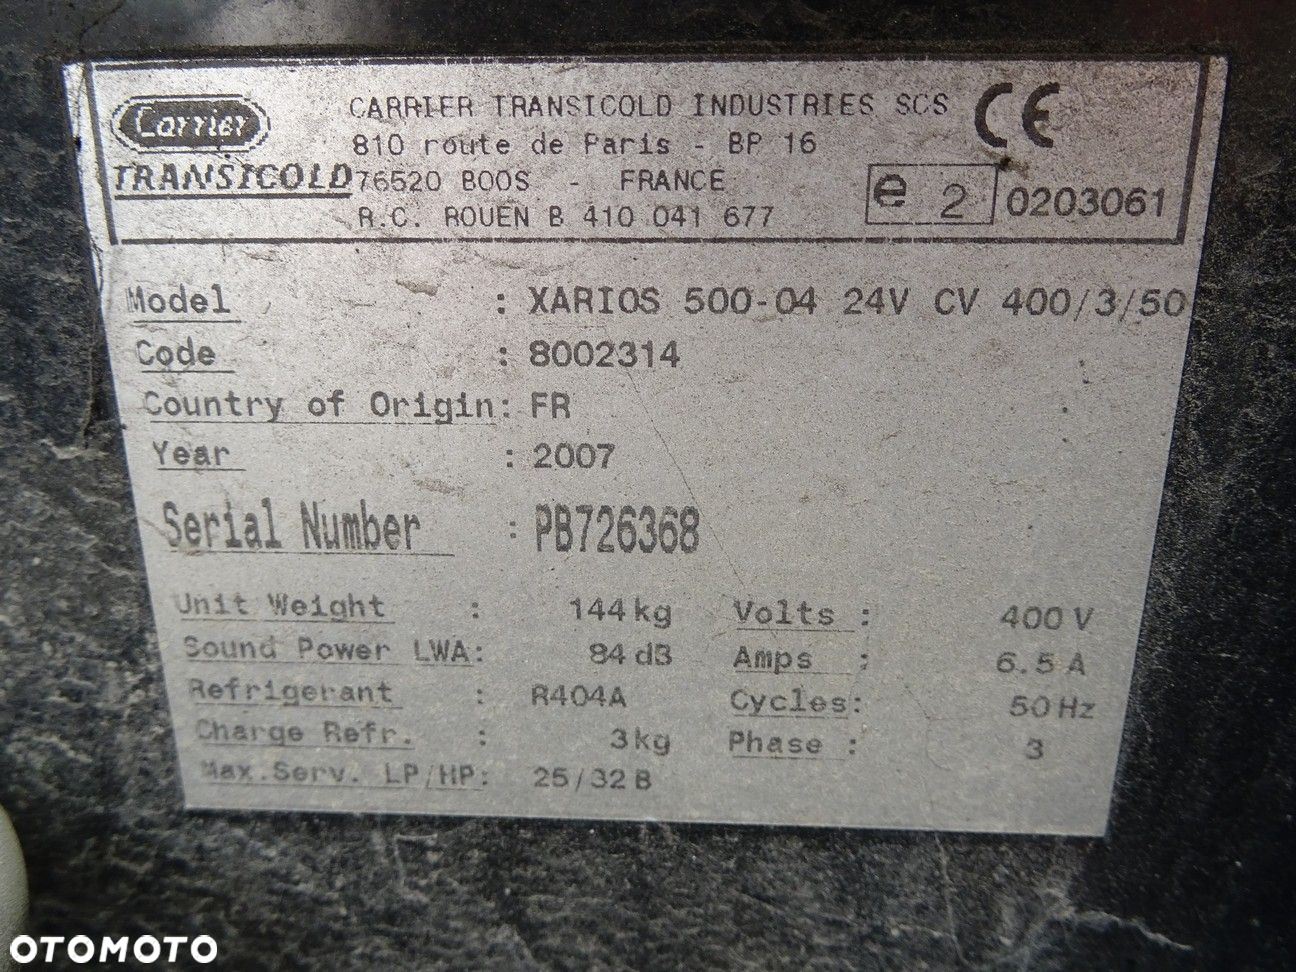 Carrier
TRANSICOLD
CARRIER TRANSICOLD INDUSTRIES SCS
810 route de Paris - BP 16
76520 BOOS - FRANCE
R.C. ROUEN B 410 041 677
CE
e 2 0203061
Model : XARIOS 500-04 24V CV 400/3/50
Code : 8002314
Country of Origin: FR
Year : 2007
Serial Number : PB726368
Unit Weight : 144 kg Volts : 400 V
Sound Power LWA: 84 dB Amps : 6.5 A
Refrigerant : R404A Cycles: 50 Hz
Charge Refr. : 3 kg Phase : 3
Max.Serv. LP/HP: 25/32 B
OTOMOTO